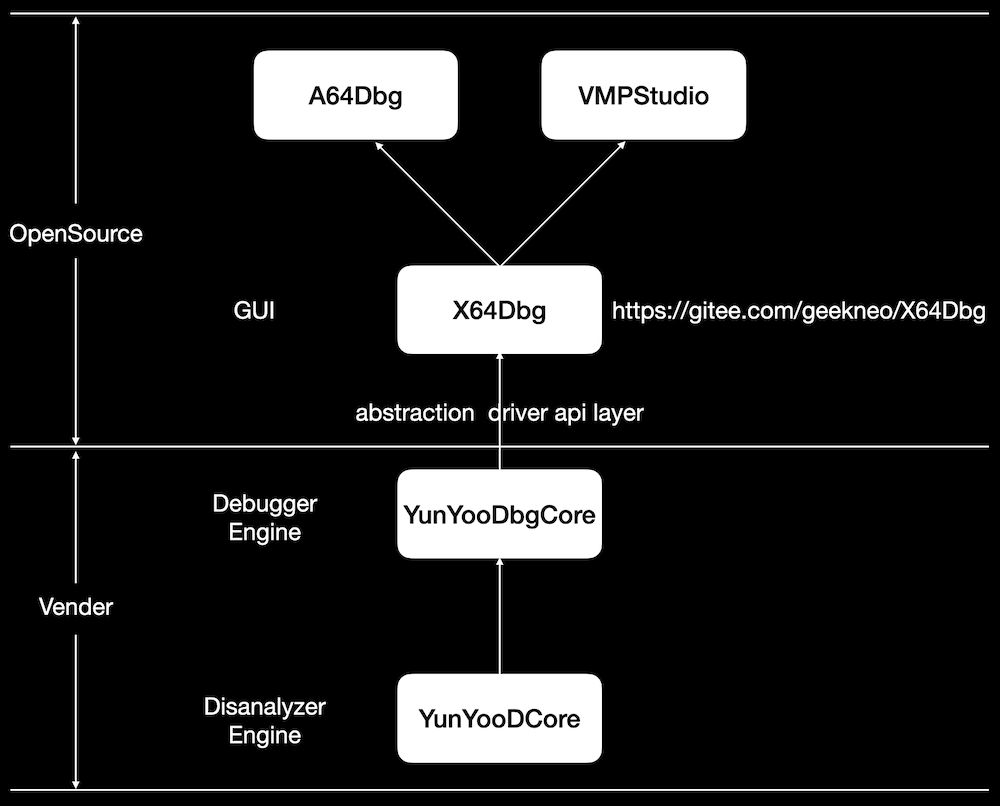 A64Dbg
VMPStudio
OpenSource
GUI
X64Dbg
https://gitee.com/geekneo/X64Dbg
abstraction driver api layer
Debugger
Engine
YunYooDbgCore
Vender
Disanalyzer
Engine
YunYooDCore